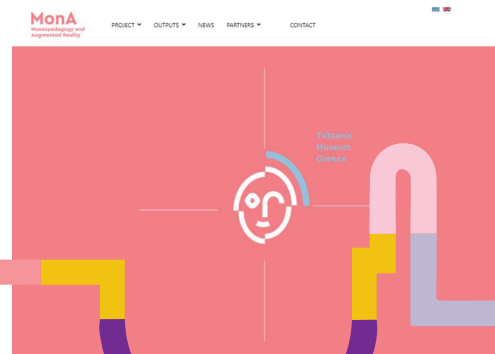 MonA
Museopedagogy and
Augmented Reality
PROJECT
OUTPUTS
NEWS
PARTNERS
CONTACT
Tsitsanis
Museum
Greece